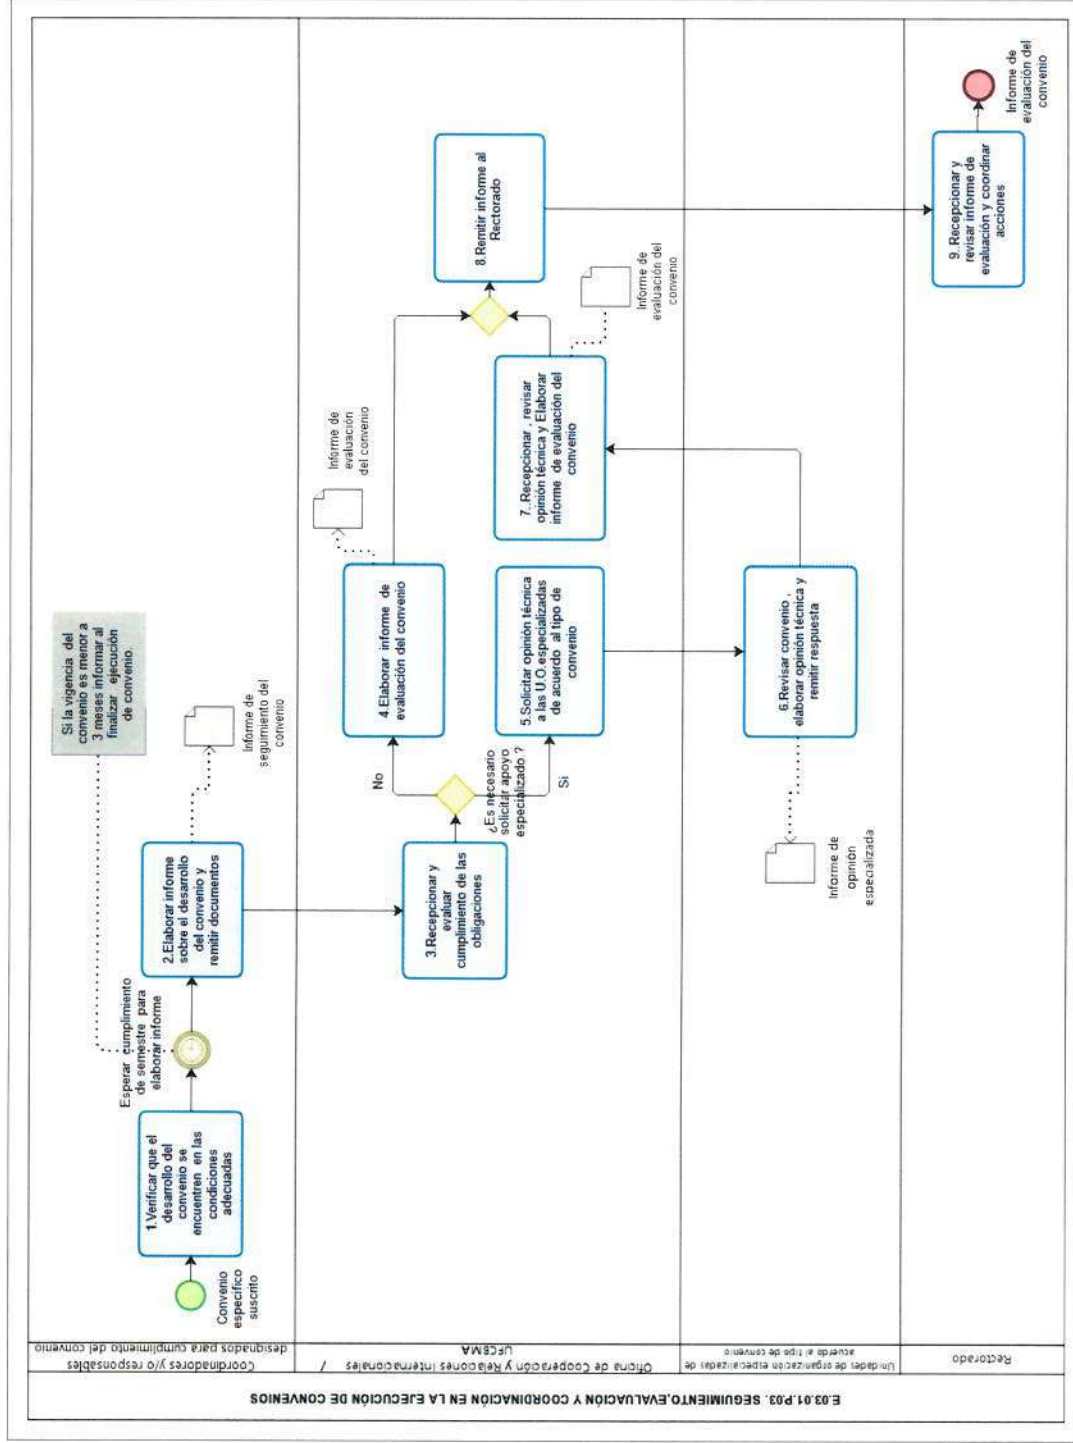 E.03.01.P.03. SEGUIMIENTO,EVALUACIÓN Y COORDINACIÓN EN LA EJECUCIÓN DE CONVENIOS
Coordinadores y/o responsables
designados para cumplimiento del convenio
Convenio
especifico
suscrito
1.Verificar que el
desarrollo del
convenio se
encuentren en las
condiciones
adecuadas
Esperar cumplimiento
de semestre para
elaborar informe
Si la vigencia del
convenio es menor a
3 meses informar al
finalizar ejecución
de convenio.
2.Elaborar informe
sobre el desarrollo
del convenio y
remitir documentos
Informe de
seguimiento del
convenio
Oficina de Cooperación y Relaciones Internacionales /
UFCBMA
3.Recepcionar y
evaluar
cumplimiento de las
obligaciones
¿Es necesario
solicitar apoyo
especializado ?
No
Si
4.Elaborar informe de
evaluación del convenio
Informe de
evaluación
del convenio
5.Solicitar opinión técnica
a las U.O.especializadas
de acuerdo al tipo de
convenio
7..Recepcionar , revisar
opinión técnica y Elaborar
informe de evaluación del
convenio
Informe de
evaluación del
convenio
8.Remitir informe al
Rectorado
Unidades de organización especializadas de
acuerdo al tipo de convenio
6.Revisar convenio ,
elaborar opinión técnica y
remitir respuesta
Informe de
opinión
especializada
Rectorado
9..Recepcionar y
revisar informe de
evaluación y coordinar
acciones
Informe de
evaluación del
convenio